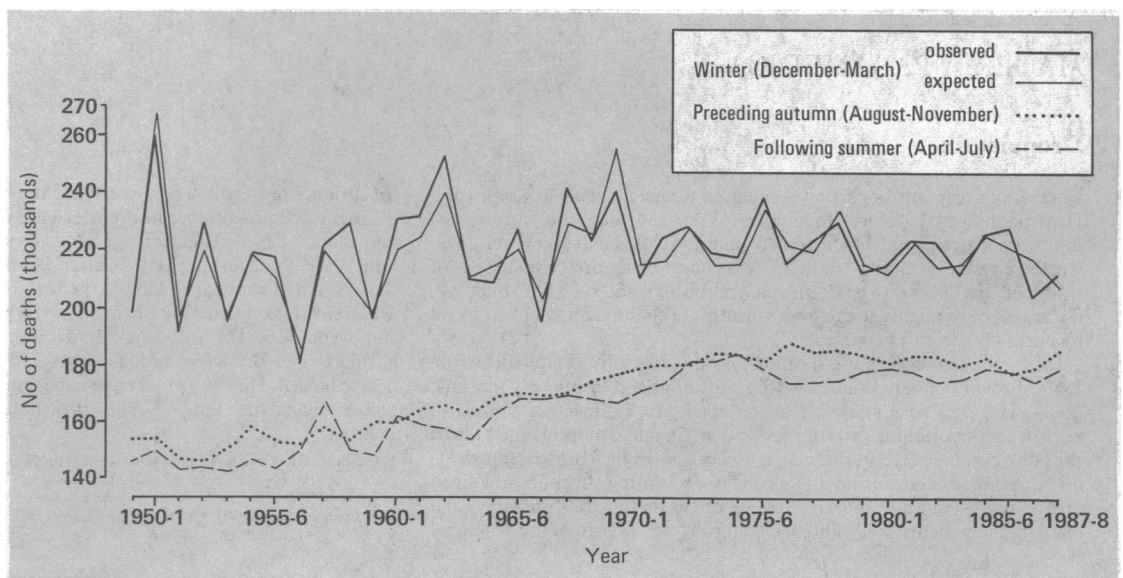 observed
Winter (December-March)
expected
Preceding autumn (August-November)
Following summer (April-July)
270
260
240
220
200
180
160
140
No of deaths (thousands)
1950-1 1955-6 1960-1 1965-6 1970-1 1975-6 1980-1 1985-6 1987-8
Year